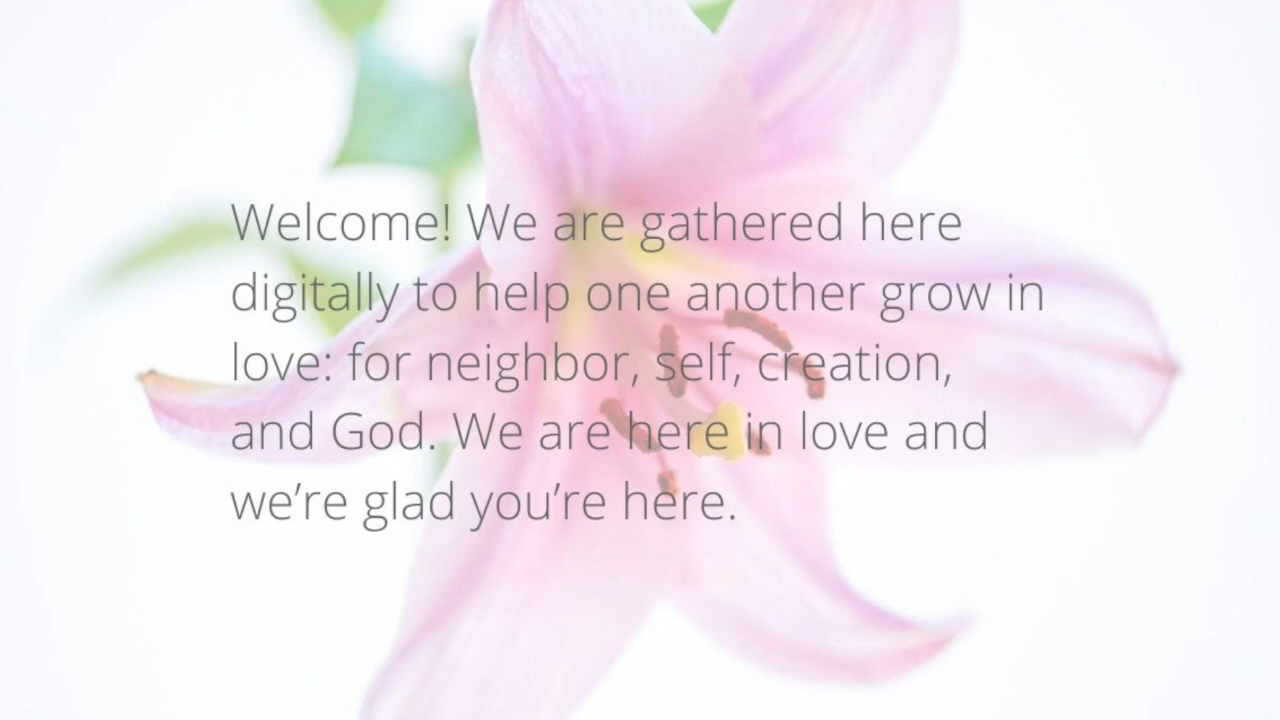 Welcome! We are gathered here
digitally to help one another grow in
love: for neighbor, self, creation,
and God. We are here in love and
we’re glad you’re here.